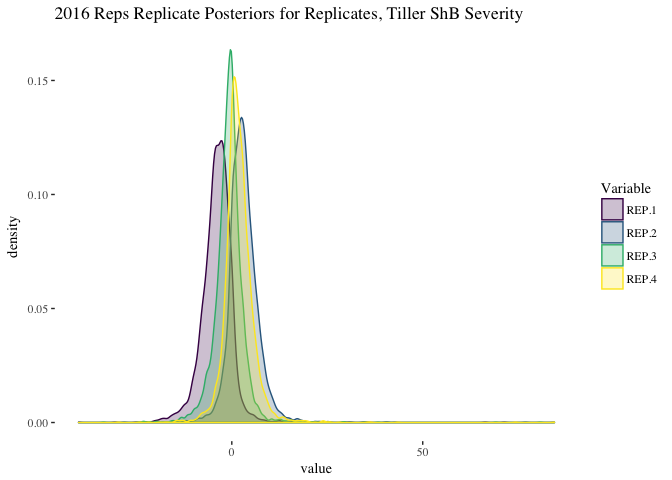 2016 Reps Replicate Posteriors for Replicates, Tiller ShB Severity
0.15
0.10
0.05
0.00
density
0
50
value
Variable
REP.1
REP.2
REP.3
REP.4